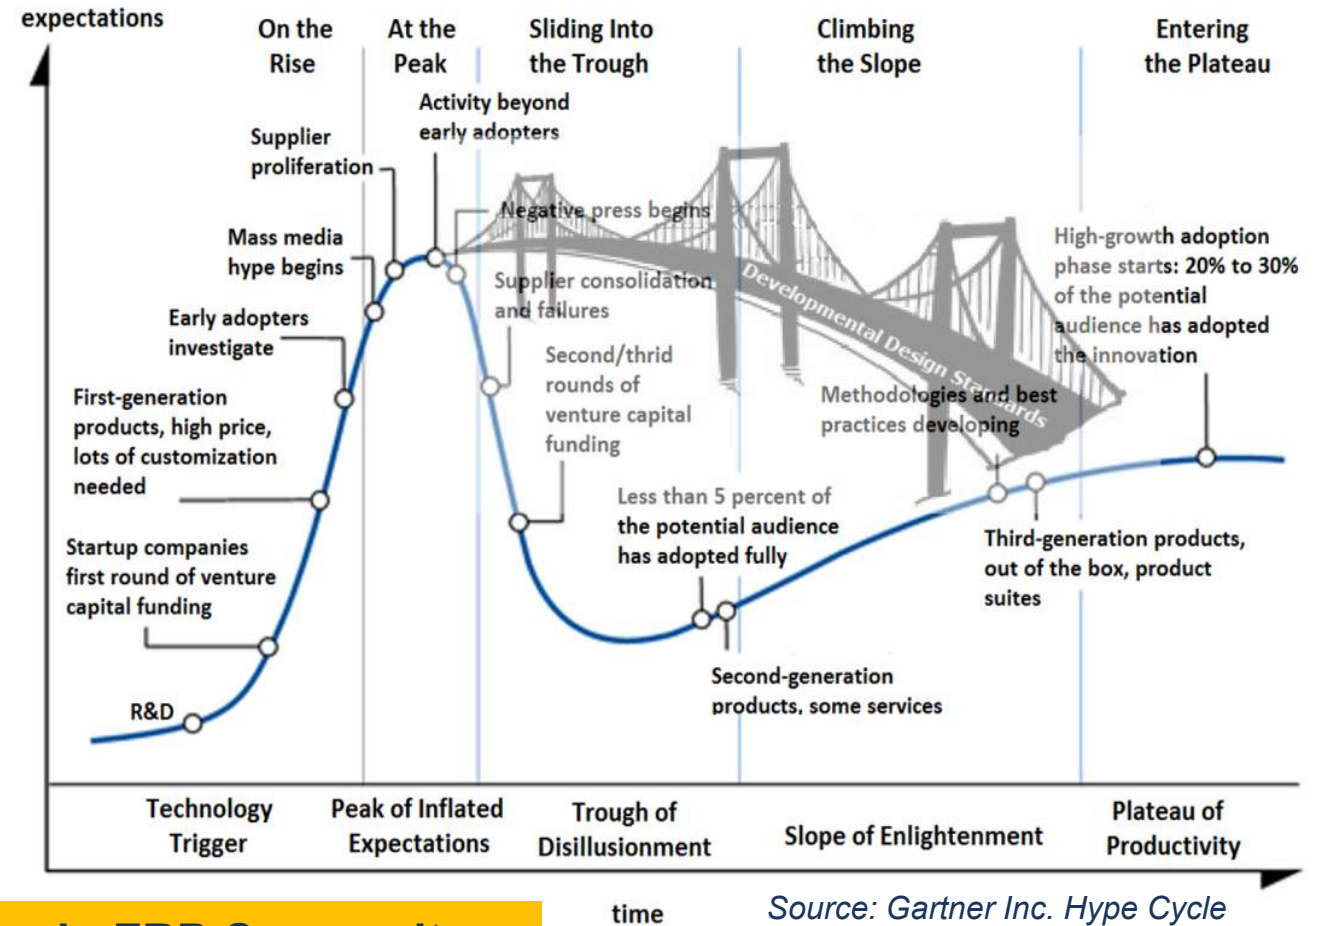 expectations
On the
Rise
At the
Peak
Sliding Into
the Trough
Climbing
the Slope
Entering
the Plateau
Activity beyond
early adopters
Supplier
proliferation
Mass media
hype begins
Early adopters
investigate
First-generation
products, high price,
lots of customization
needed
Startup companies
first round of venture
capital funding
R&D
Negative press begins
Supplier consolidation
and failures
Second/thrid
rounds of
venture capital
funding
Developmental Design Standards
Less than 5 percent of
the potential audience
has adopted fully
Second-generation
products, some services
Methodologies and best
practices developing
Third-generation products,
out of the box, product
suites
High-growth adoption
phase starts: 20% to 30%
of the potential
audience has adopted
the innovation
Technology
Trigger
Peak of Inflated
Expectations
Trough of
Disillusionment
Slope of Enlightenment
Plateau of
Productivity
time
Source: Gartner Inc. Hype Cycle